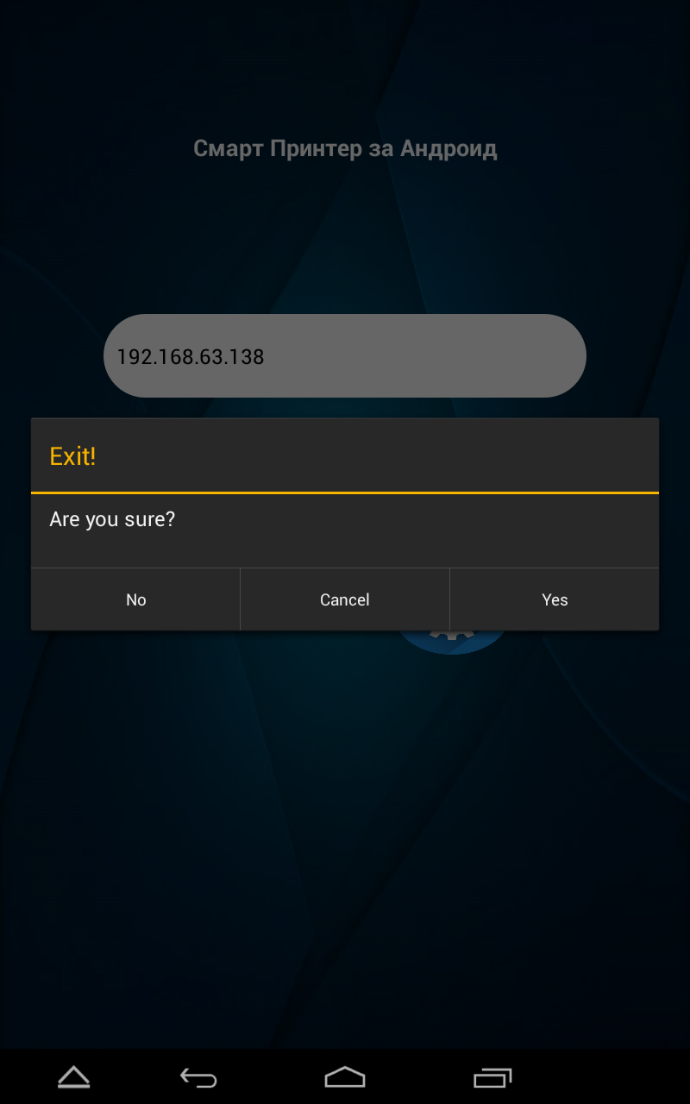 Смарт Принтер за Андроид
192.168.63.138
Exit!
Are you sure?
No
Cancel
Yes